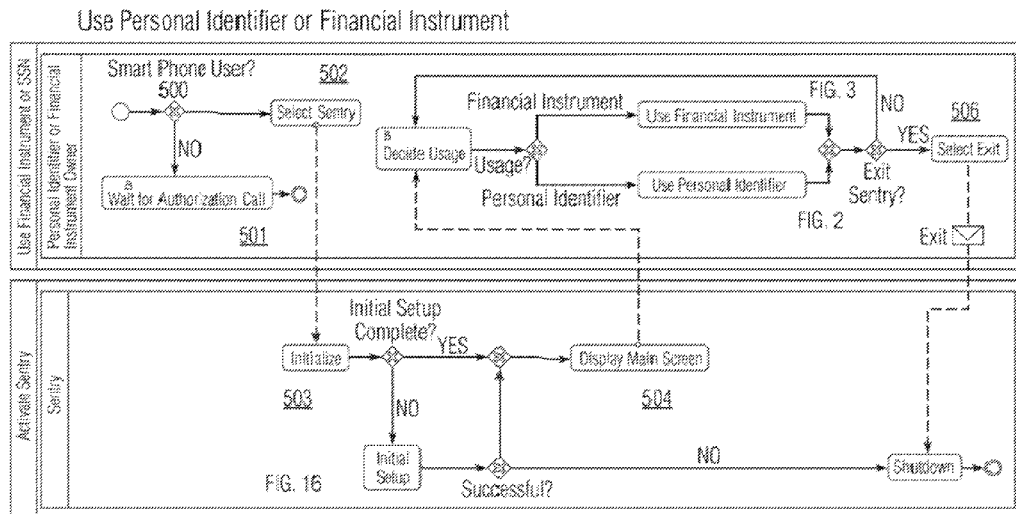 Use Personal Identifier or Financial Instrument
Use Financial Instrument or SSN
Personal Identifier or Financial
Instrument Owner
Smart Phone User?
500
502
Select Sentry
NO
Wait for Authorization Call
501
Decide Usage
Usage?
Financial Instrument
Use Financial Instrument
Personal Identifier
Use Personal Identifier
FIG. 3
FIG. 2
NO
YES
Exit
Sentry?
506
Select Exit
Exit
Activate Sentry
Sentry
Initial Setup
Complete?
Initialize
YES
503
NO
Display Main Screen
504
Initial
Setup
FIG. 16
Successful?
NO
Shutdown